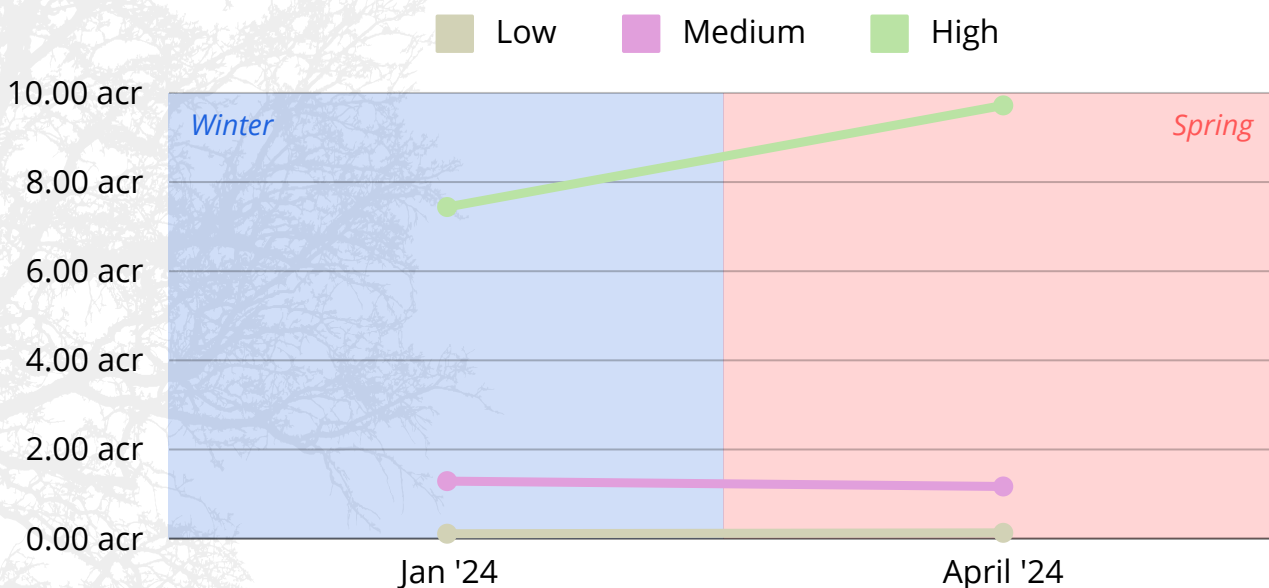 Low Medium High
10.00 acr
Winter Spring
8.00 acr
6.00 acr
4.00 acr
2.00 acr
0.00 acr
Jan '24 April '24